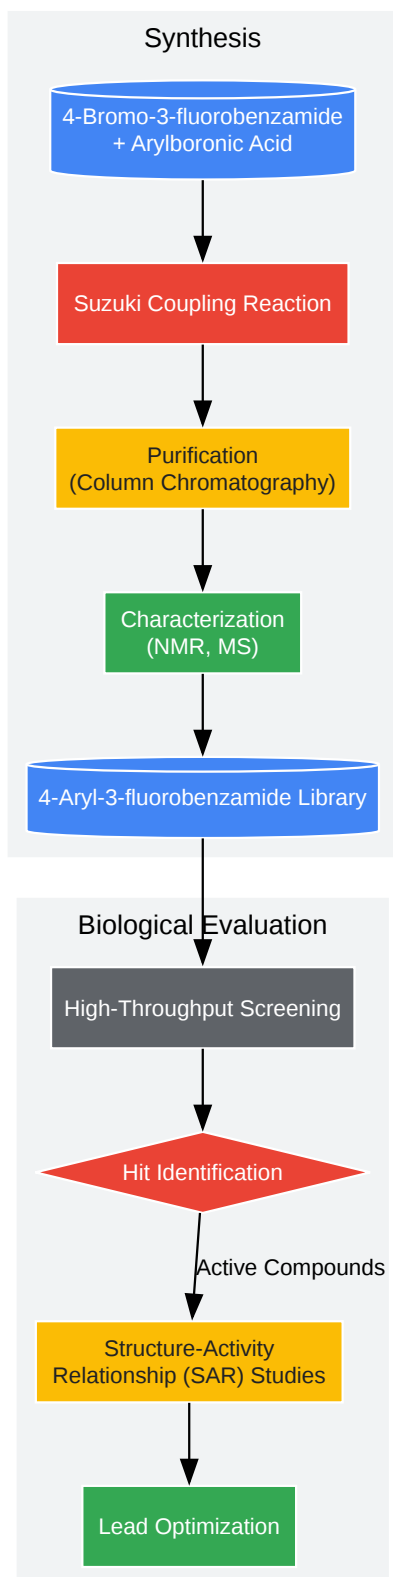 Synthesis
4-Bromo-3-fluorobenzamide
+ Arylboronic Acid
Suzuki Coupling Reaction
Purification
(Column Chromatography)
Characterization
(NMR, MS)
4-Aryl-3-fluorobenzamide Library
Biological Evaluation
High-Throughput Screening
Hit Identification
Active Compounds
Structure-Activity
Relationship (SAR) Studies
Lead Optimization